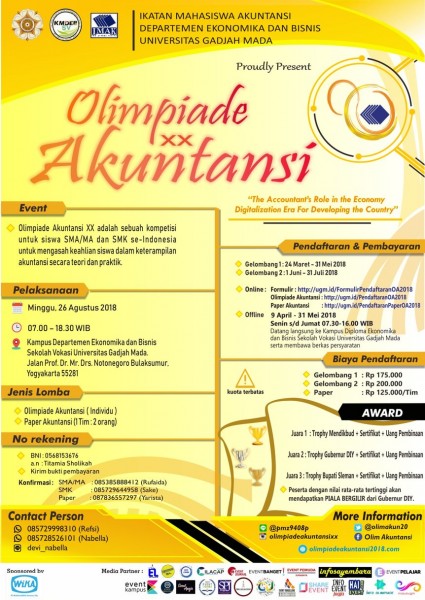 KMDEP
SV
IMAK
IKATAN MAHASISWA AKUNTANSI
DEPARTEMEN EKONOMIKA DAN BISNIS
UNIVERSITAS GADJAH MADA
Proudly Present
Olimpiade
XX
Akuntansi
"The Accountant's Role in the Economy
Digitalization Era For Developing the Country"
Event
Olimpiade Akuntansi XX adalah sebuah kompetisi
untuk siswa SMA/MA dan SMK se-Indonesia
untuk mengasah keahlian siswa dalam keterampilan
akuntansi secara teori dan praktik.
Pelaksanaan
Minggu, 26 Agustus 2018
07.00 – 18.30 WIB
Kampus Departemen Ekonomika dan Bisnis
Sekolah Vokasi Universitas Gadjah Mada.
Jalan Prof. Dr. Mr. Drs. Notonegoro Bulaksumur,
Yogyakarta 55281
Jenis Lomba
Olimpiade Akuntansi ( Individu )
Paper Akuntansi (1Tim : 2 orang)
No rekening
BNI : 0568153676
a.n : Titamia Sholikah
Kirim bukti pembayaran
Konfirmasi: SMA/MA : 085385888412 (Rufsida)
SMK : 085729644958 (Sake)
Paper : 087836557297 (Yarista)
Pendaftaran & Pembayaran
Gelombang 1 : 24 Maret – 31 Mei 2018
Gelombang 2 : 1 Juni – 31 Juli 2018
Online : Formulir : http://ugm.id/FormulirPendaftaranOA2018
Olimpiade Akuntansi : http://ugm.id/PendaftaranOA2018
Paper Akuntansi : http://ugm.id/PendaftaranPaperOA2018
Offline 9 April - 31 Mei 2018
Senin s/d Jumat 07.30-16.00 WIB
Datang langsung ke Kampus Diploma Ekonomika
dan Bisnis Sekolah Vokasi Universitas Gadjah Mada
serta membawa berkas persyaratan
Biaya Pendaftaran
kuota terbatas
Gelombang 1 : Rp 175.000
Gelombang 2 : Rp 200.000
Paper : Rp 125.000/Tim
AWARD
Juara 1 : Trophy Mendikbud + Sertifikat + Uang Pembinaan
Juara 2 : Trophy Gubernur DIY + Sertifikat + Uang Pembinaan
Juara 3 : Trophy Bupati Sleman + Sertifikat + Uang Pembinaan
Peserta dengan nilai rata-rata tertinggi akan
mendapatkan PIALA BERGILIR dari Gubernur DIY.
Contact Person
085729998310 (Refsi)
085728526101 (Nabella)
devi_nabella
More Information
@pmz9408p
@olimakun20
olimpiadeakuntansixx
Olim Akuntansi
olimpiadeakuntansi2018.com
Sponsored by
WiMA
Media Partner :
CILACAP
EVENTBANGET
infosayembara
event
kampus
SHARE
EVENT